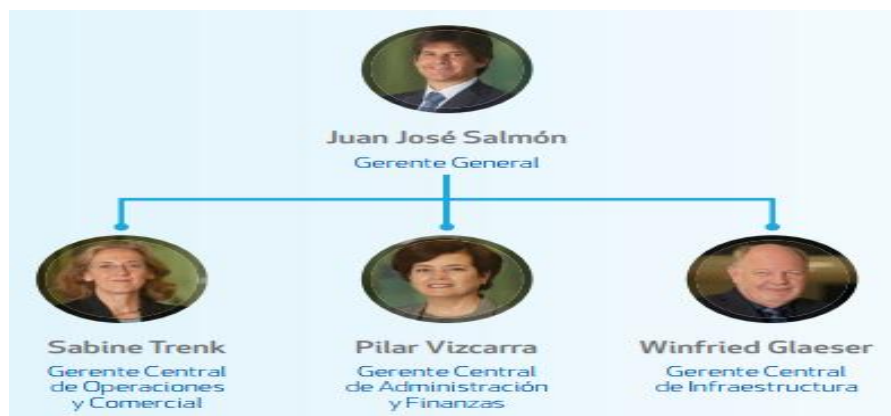 Juan José Salmón
Gerente General
Sabine Trenk
Gerente Central
de Operaciones
y Comercial
Pilar Vizcarra
Gerente Central
de Administración
y Finanzas
Winfried Glaeser
Gerente Central
de Infraestructura